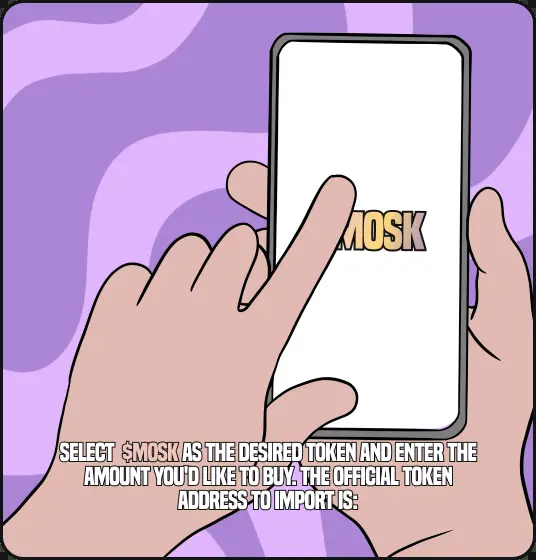 MOSK
SELECT $MOSK AS THE DESIRED TOKEN AND ENTER THE
AMOUNT YOU'D LIKE TO BUY. THE OFFICIAL TOKEN
ADDRESS TO IMPORT IS: